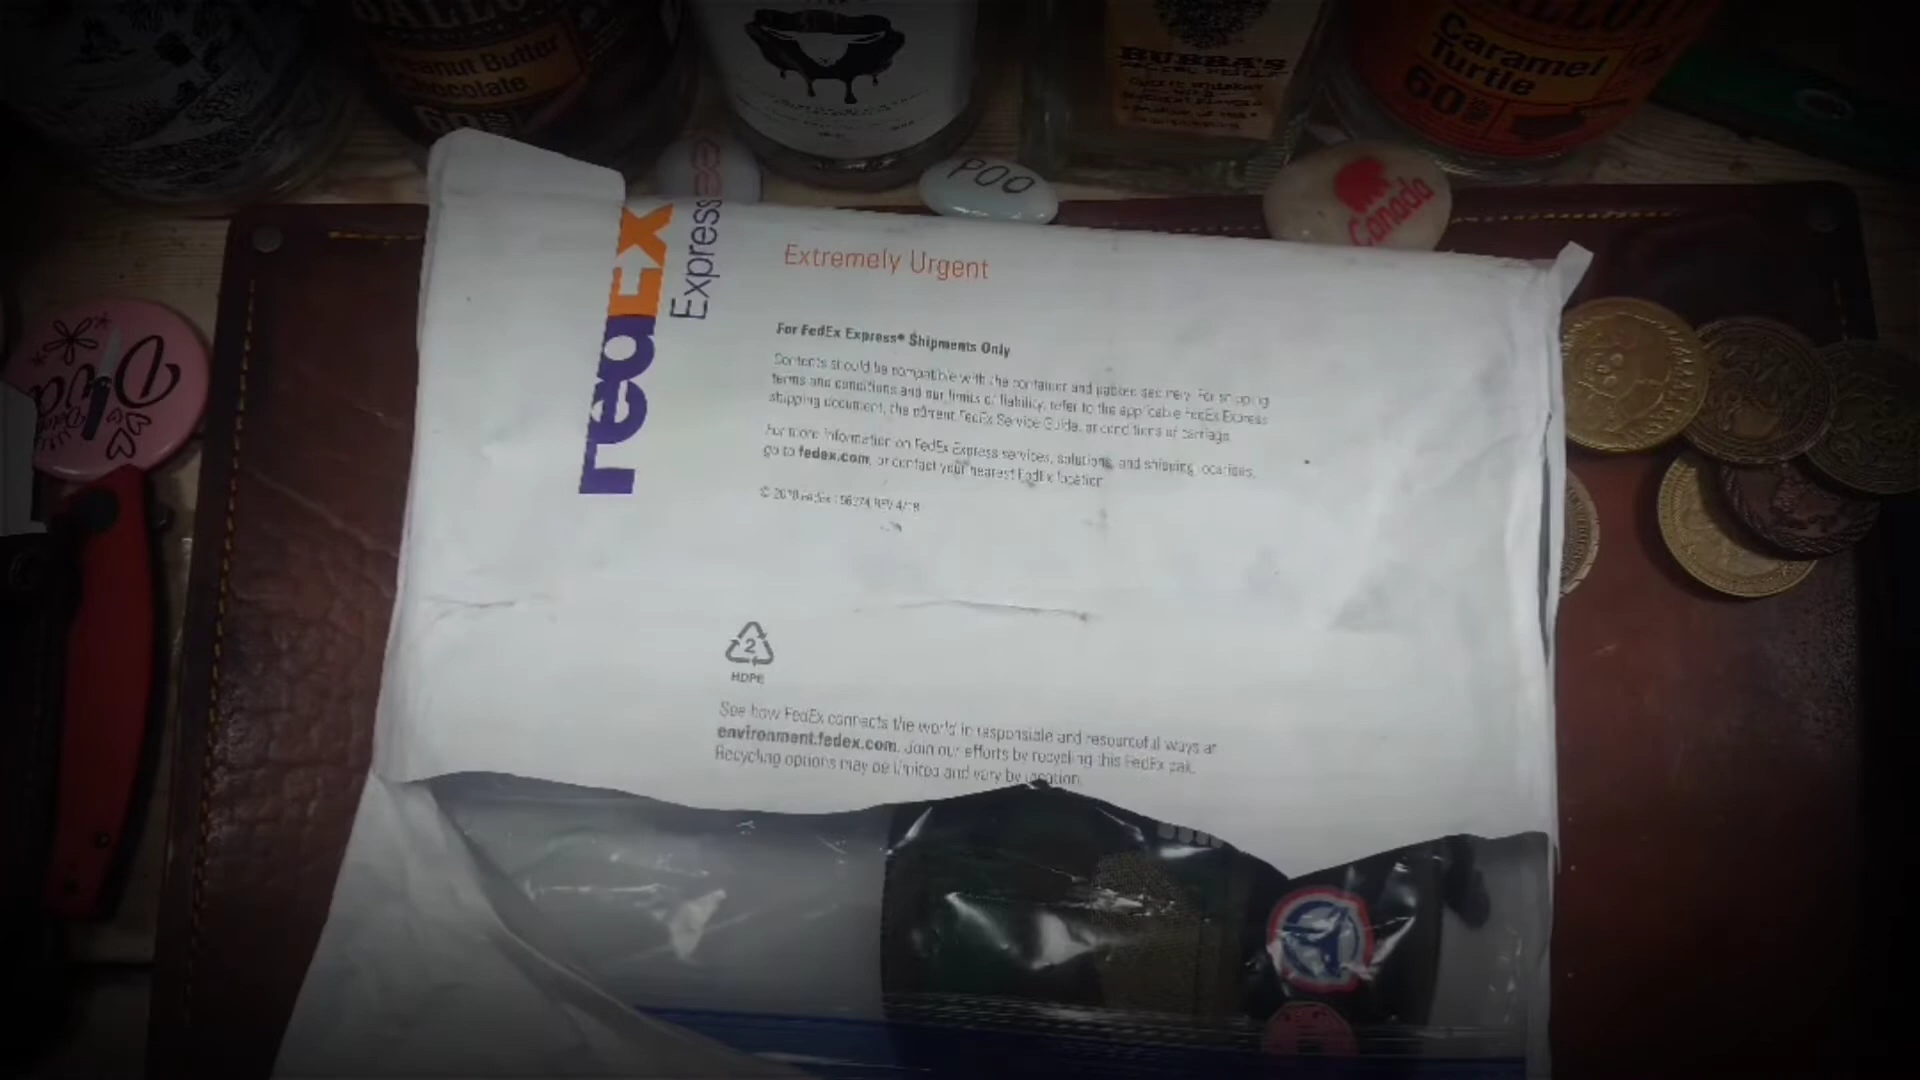 Peanut Butter
Chocolate
60
BUBBA'S
Caramel
Turtle
60
POO
Canada
Diva
FedEx
Express
Extremely Urgent
For FedEx Express® Shipments Only
Contents should be compatible with the container and packed securely. For shipping
terms and conditions and our limits of liability, refer to the applicable FedEx Express
shipping document, the current FedEx Service Guide, or conditions of carriage.
For more information on FedEx Express services, solutions, and shipping locations,
go to fedex.com, or contact your nearest FedEx location.
2
HDPE
See how FedEx connects the world in responsible and resourceful ways at
environment.fedex.com. Join our efforts by recycling this FedEx pak.
Recycling options may be limited and vary by location.